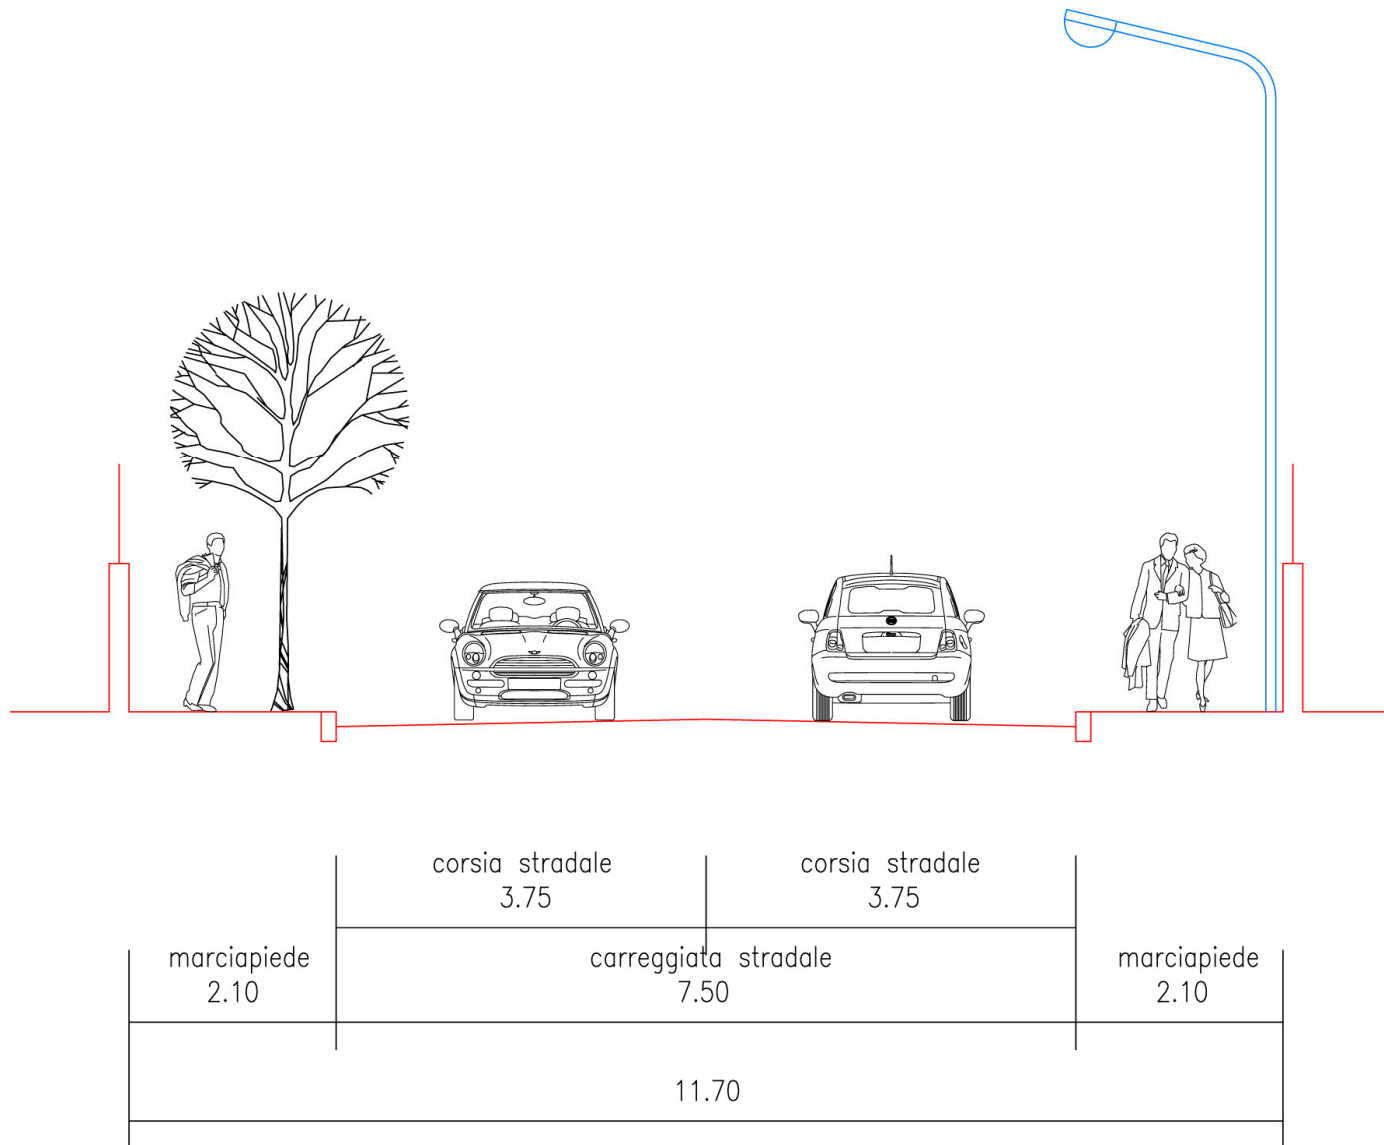 corsia stradale
3.75
corsia stradale
3.75
marciapiede
2.10
carreggiata stradale
7.50
marciapiede
2.10
11.70